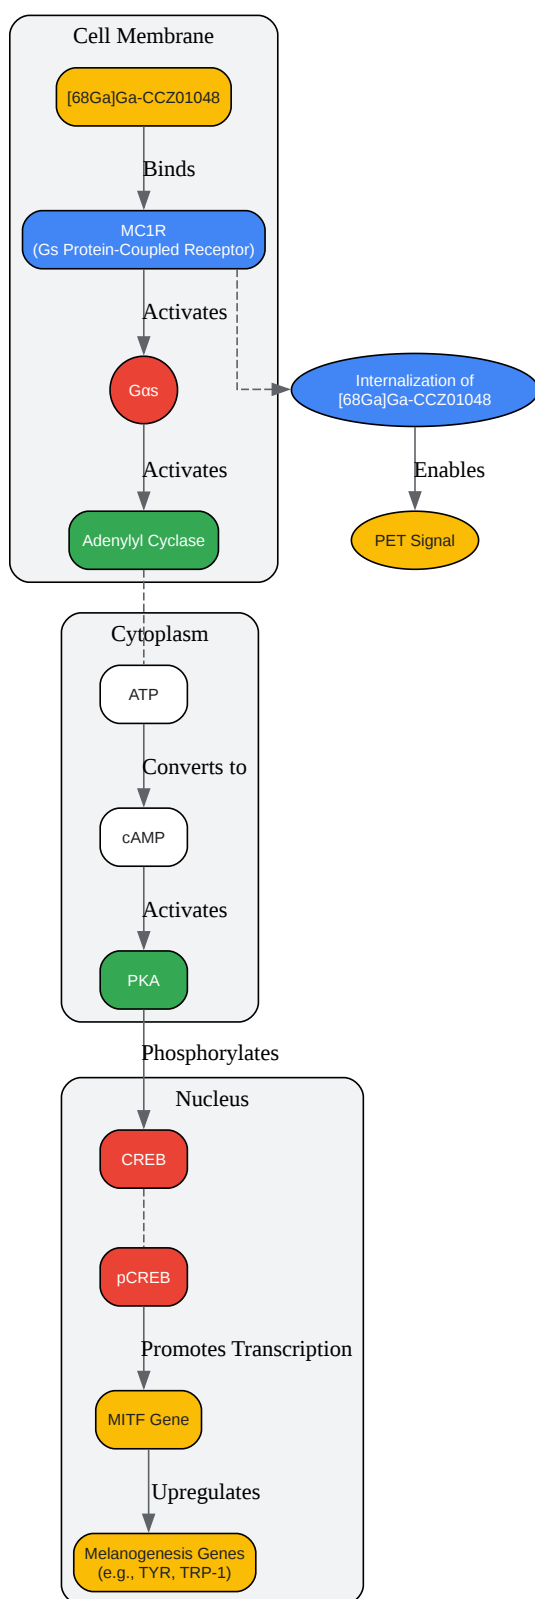 Cell Membrane
[68Ga]Ga-CCZ01048
Binds
MC1R
(Gs Protein-Coupled Receptor)
Activates
Gαs
Internalization of
[68Ga]Ga-CCZ01048
Activates
Enables
Adenylyl Cyclase
PET Signal
Cytoplasm
ATP
Converts to
cAMP
Activates
PKA
Phosphorylates
Nucleus
CREB
pCREB
Promotes Transcription
MITF Gene
Upregulates
Melanogenesis Genes
(e.g., TYR, TRP-1)